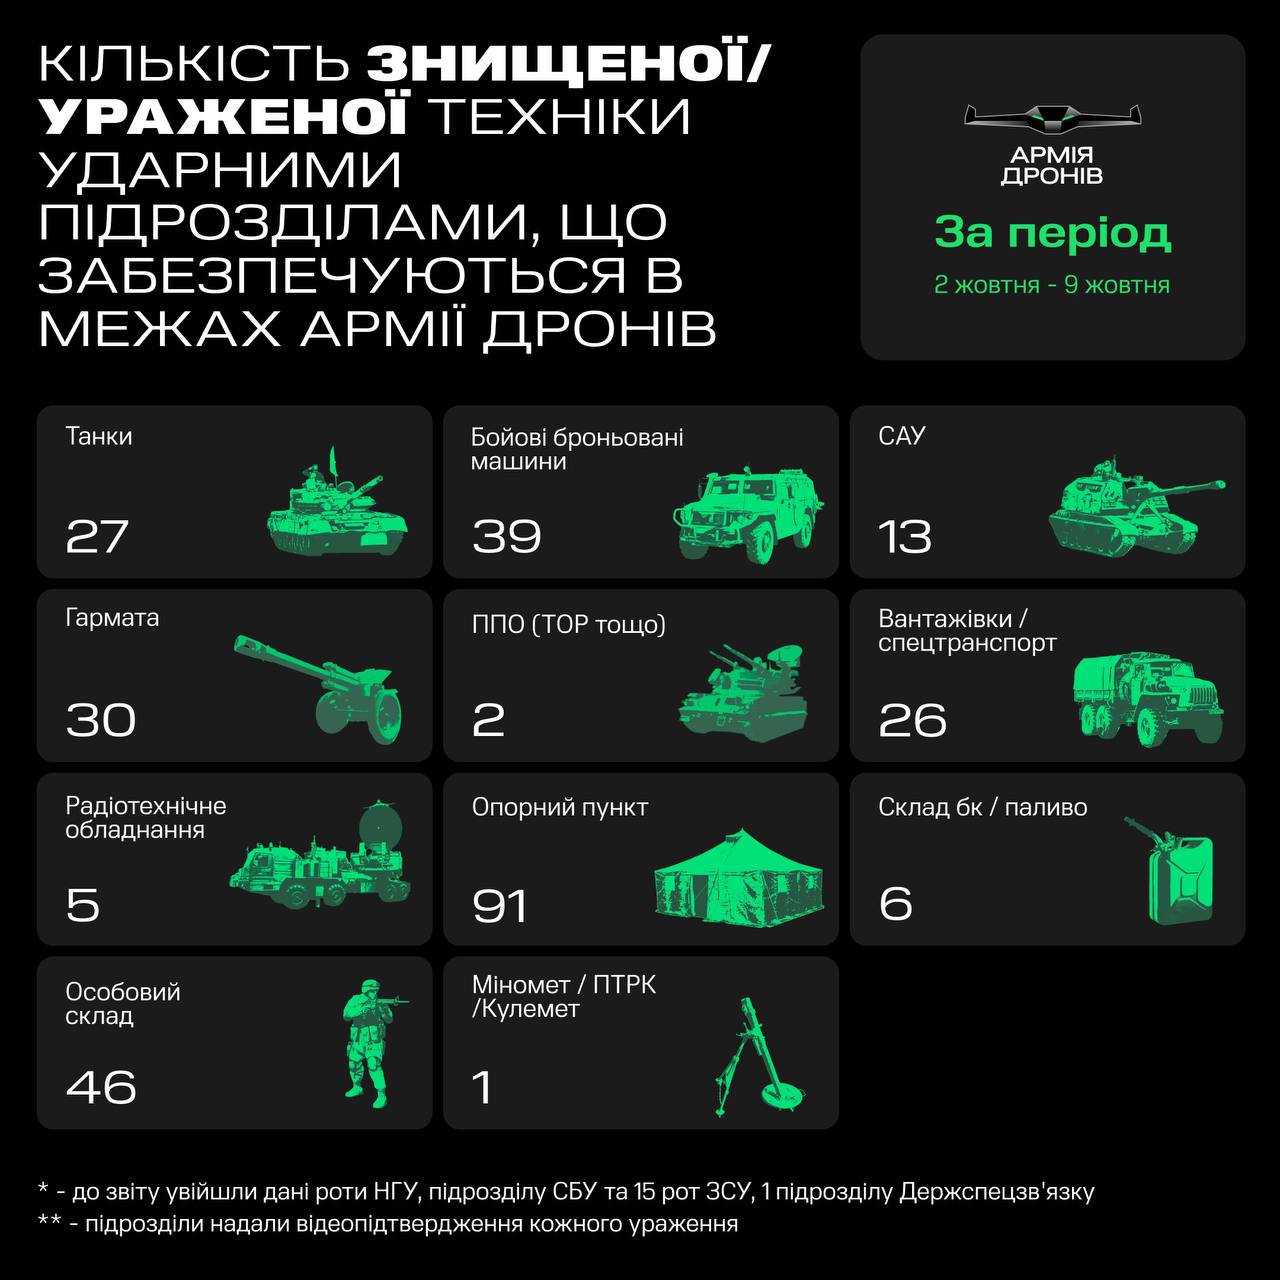 КІЛЬКІСТЬ ЗНИЩЕНОЇ/
УРАЖЕНОЇ ТЕХНІКИ
УДАРНИМИ
ПІДРОЗДІЛАМИ, ЩО
ЗАБЕЗПЕЧУЮТЬСЯ В
МЕЖАХ АРМІЇ ДРОНІВ
АРМІЯ
ДРОНІВ
За період
2 жовтня - 9 жовтня
Танки
27
Бойові броньовані
машини
39
САУ
13
Гармата
30
ППО (ТОР тощо)
2
Вантажівки /
спецтранспорт
26
Радіотехнічне
обладнання
5
Опорний пункт
91
Склад бк / паливо
6
Особовий
склад
46
Міномет / ПТРК
/Кулемет
1
* - до звіту увійшли дані роти НГУ, підрозділу СБУ та 15 рот ЗСУ, 1 підрозділу Держспецзв'язку
** - підрозділи надали відеопідтвердження кожного ураження